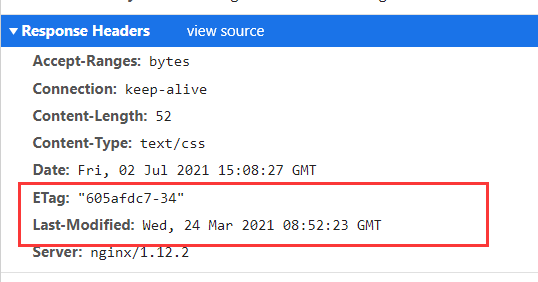 Response Headers view source
Accept-Ranges: bytes
Connection: keep-alive
Content-Length: 52
Content-Type: text/css
Date: Fri, 02 Jul 2021 15:08:27 GMT
ETag: "605afdc7-34"
Last-Modified: Wed, 24 Mar 2021 08:52:23 GMT
Server: nginx/1.12.2